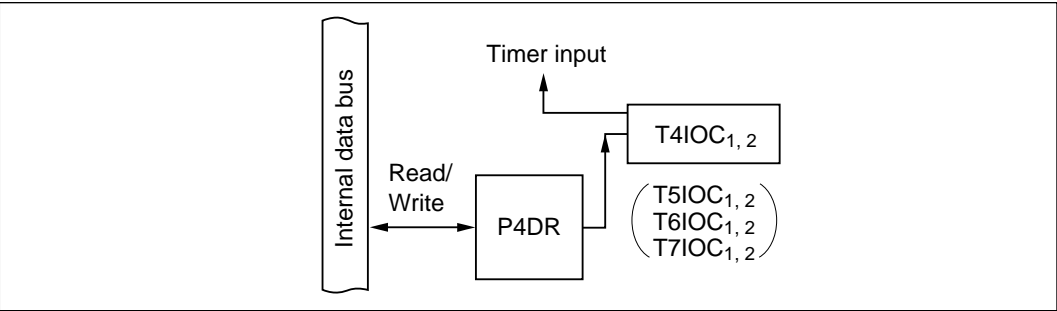 Internal data bus
Timer input
T4IOC1, 2
Read/
Write
P4DR
T5IOC1, 2
T6IOC1, 2
T7IOC1, 2